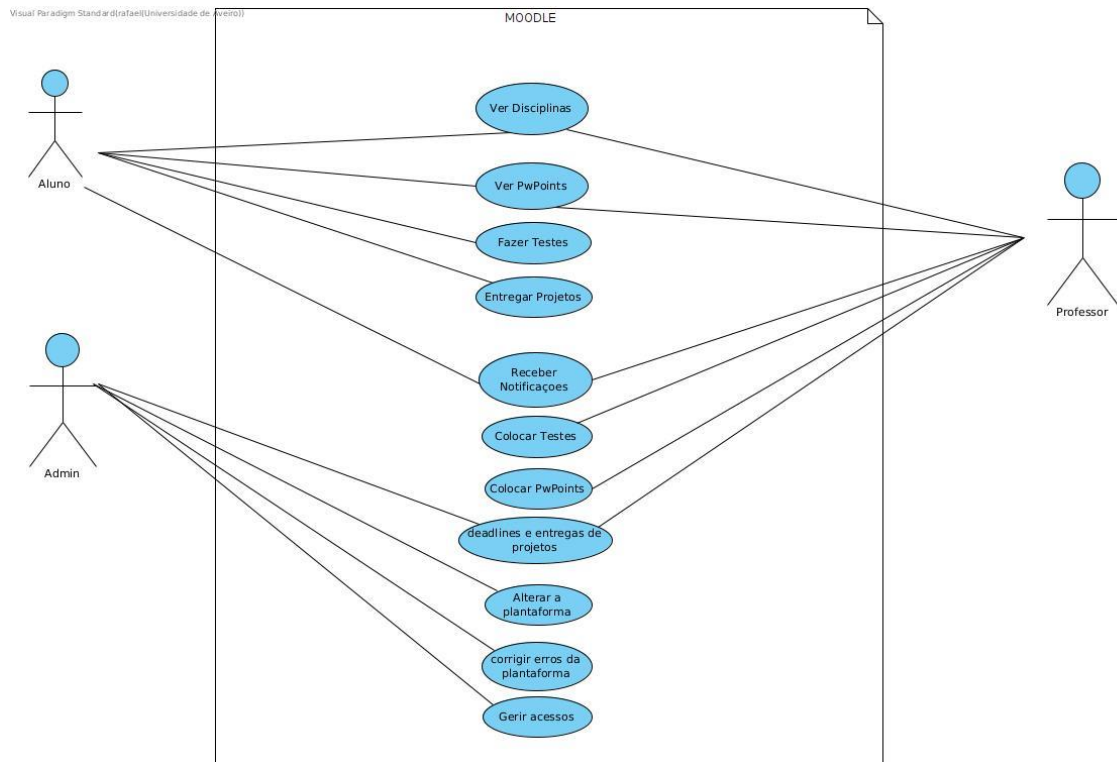 Visual Paradigm Standard(rafael(Universidade de Aveiro))
MOODLE
Ver Disciplinas
Aluno
Ver PwPoints
Fazer Testes
Entregar Projetos
Professor
Receber
Notificaçoes
Colocar Testes
Admin
Colocar PwPoints
deadlines e entregas de
projetos
Alterar a
plantaforma
corrigir erros da
plantaforma
Gerir acessos